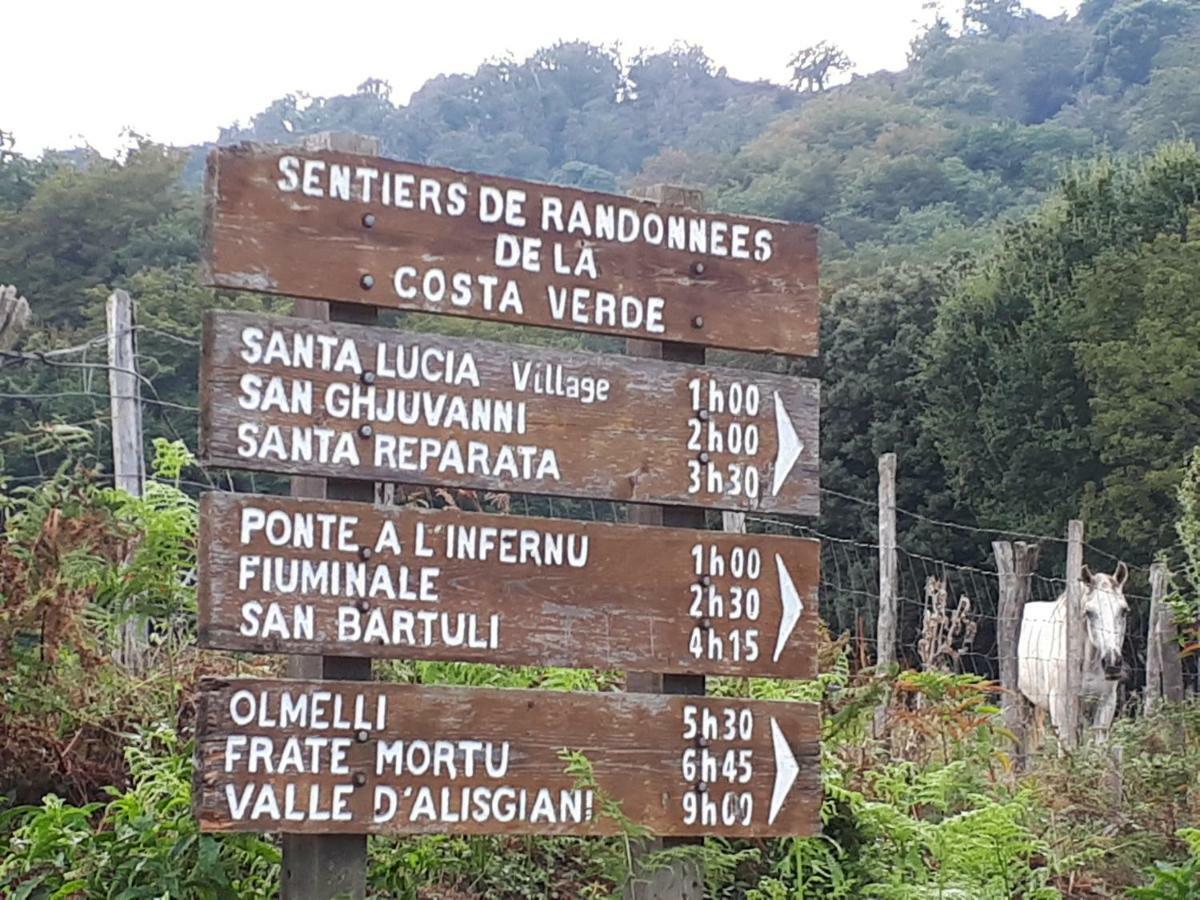 SENTIERS DE RANDONNEES
DE LA
COSTA VERDE
SANTA LUCIA Village 1h00
SAN GHJUVANNI 2h00
SANTA REPARATA 3h30
PONTE A L'INFERNU 1h00
FIUMINALE 2h30
SAN BARTULI 4h15
OLMELLI 5h30
FRATE MORTU 6h45
VALLE D'ALISGIANI 9h00